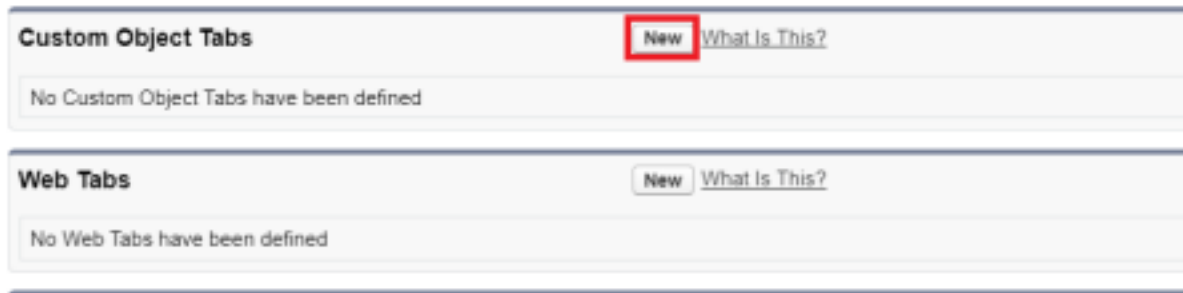 Custom Object Tabs New What Is This?
No Custom Object Tabs have been defined
Web Tabs New What Is This?
No Web Tabs have been defined